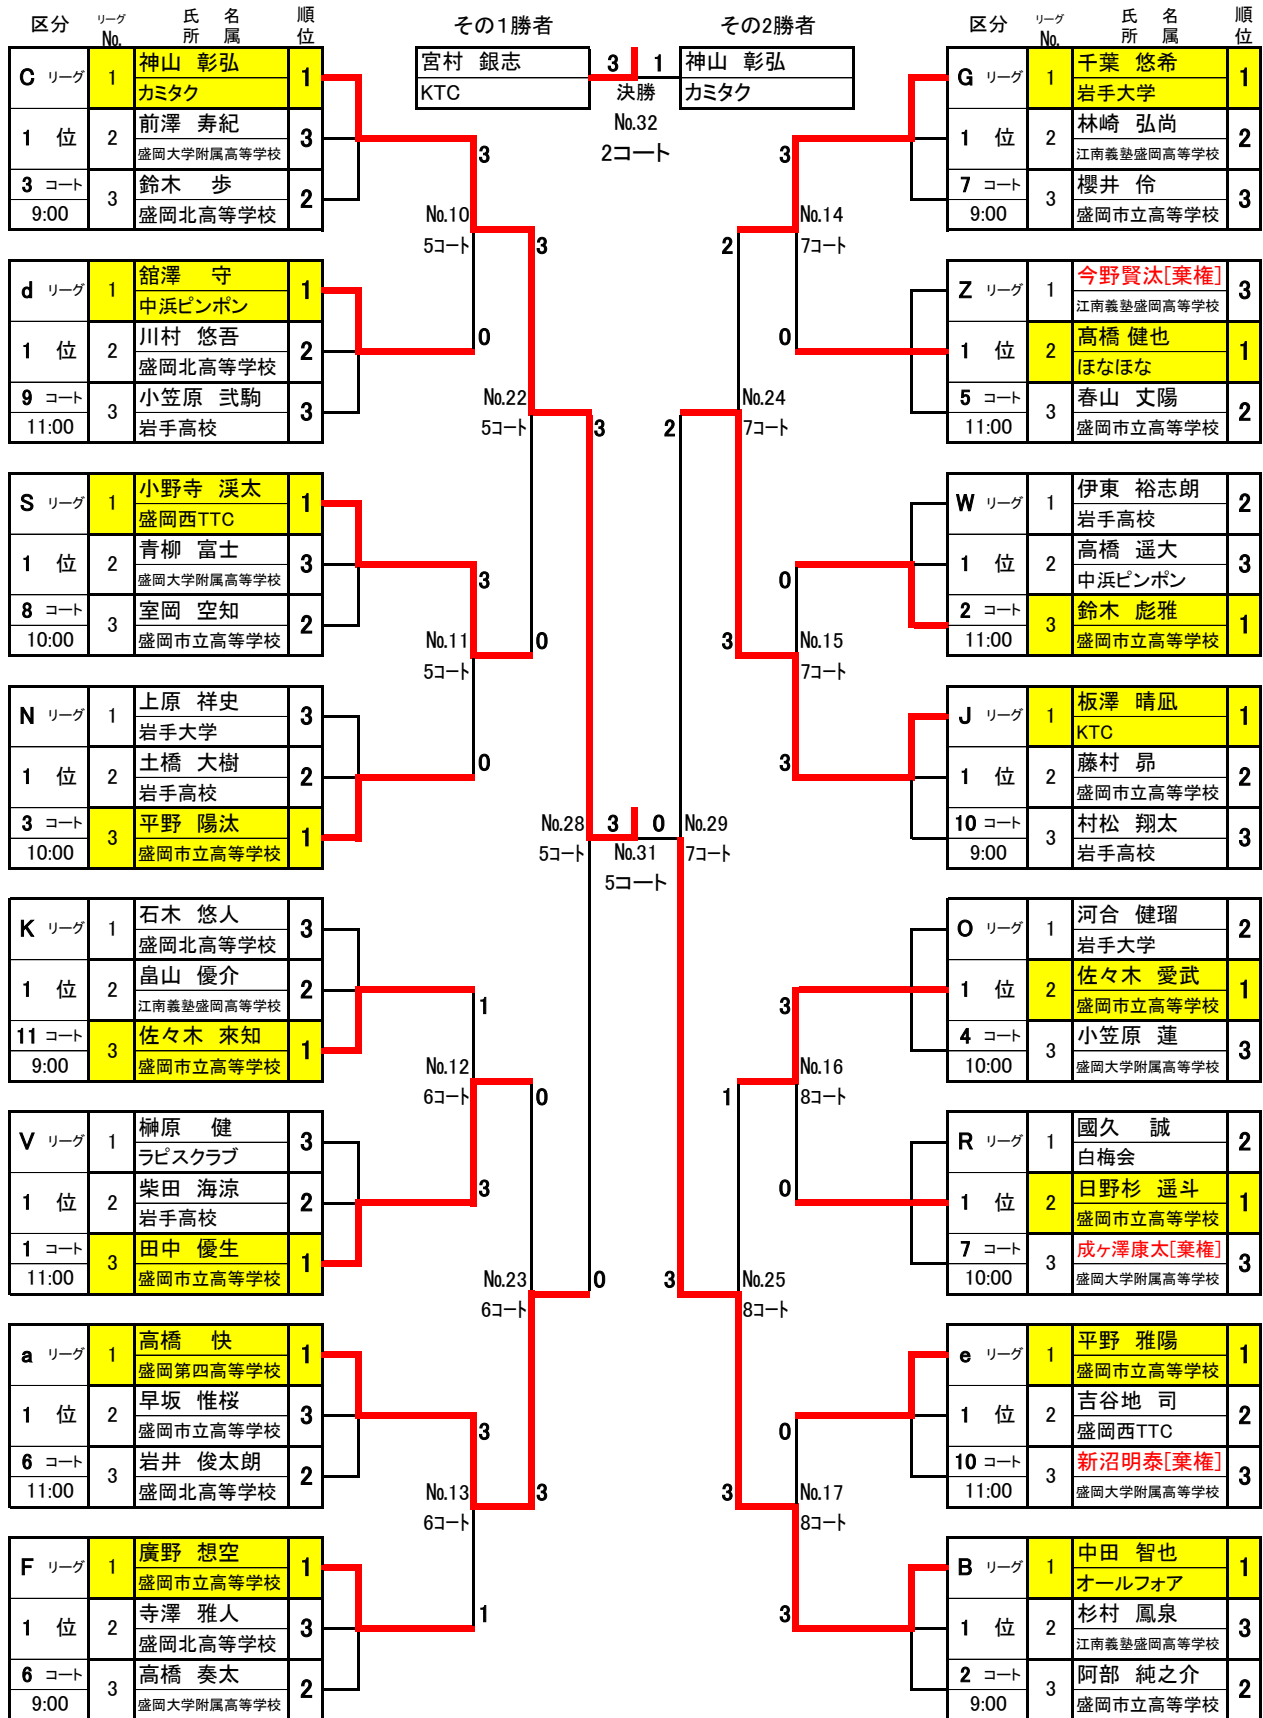 区分 リーグNo. 氏 名 順位
所 属
その1勝者 その2勝者
宮村 銀志 3 1 神山 彰弘
KTC 決勝 カミタク
No.32
2コート
区分 リーグNo. 氏 名 順位
所 属
C リーグ 1 神山 彰弘 1
カミタク
1 位 2 前澤 寿紀 3
盛岡大学附属高等学校
3 コート 3 鈴木 歩 2
9:00 盛岡北高等学校
d リーグ 1 舘澤 守 1
中浜ピンポン
1 位 2 川村 悠吾 2
盛岡北高等学校
9 コート 3 小笠原 弐駒 3
11:00 岩手高校
S リーグ 1 小野寺 渓太 1
盛岡西TTC
1 位 2 青柳 富士 3
盛岡大学附属高等学校
8 コート 3 室岡 空知 2
10:00 盛岡市立高等学校
N リーグ 1 上原 祥史 3
岩手大学
1 位 2 土橋 大樹 2
岩手高校
3 コート 3 平野 陽汰 1
10:00 盛岡市立高等学校
K リーグ 1 石木 悠人 3
盛岡北高等学校
1 位 2 畠山 優介 2
江南義塾盛岡高等学校
11 コート 3 佐々木 來知 1
9:00 盛岡市立高等学校
V リーグ 1 榊原 健 3
ラピスクラブ
1 位 2 柴田 海涼 2
岩手高校
1 コート 3 田中 優生 1
11:00 盛岡市立高等学校
a リーグ 1 高橋 快 1
盛岡第四高等学校
1 位 2 早坂 惟桜 3
盛岡市立高等学校
6 コート 3 岩井 俊太朗 2
11:00 盛岡北高等学校
F リーグ 1 廣野 想空 1
盛岡市立高等学校
1 位 2 寺澤 雅人 3
盛岡北高等学校
6 コート 3 高橋 奏太 2
9:00 盛岡大学附属高等学校
3
No.10
5コート
3
0
No.22
5コート
3
3
No.11
0
5コート
0
No.28 3 0 No.29
5コート No.31 7コート
5コート
1
No.12
6コート
0
3
No.23
0
6コート
3
No.13
3
6コート
1
3
No.14
2
7コート
0
No.24
2
7コート
0
3
No.15
7コート
3
3
No.16
1
8コート
0
3
No.25
8コート
0
3
No.17
8コート
3
G リーグ 1 千葉 悠希 1
岩手大学
1 位 2 林崎 弘尚 2
江南義塾盛岡高等学校
7 コート 3 櫻井 伶 3
9:00 盛岡市立高等学校
Z リーグ 1 今野賢汰[棄権] 3
江南義塾盛岡高等学校
1 位 2 髙橋 健也 1
ほなほな
5 コート 3 春山 丈陽 2
11:00 盛岡市立高等学校
W リーグ 1 伊東 裕志朗 2
岩手高校
1 位 2 高橋 遥大 3
中浜ピンポン
2 コート 3 鈴木 彪雅 1
11:00 盛岡市立高等学校
J リーグ 1 板澤 晴凪 1
KTC
1 位 2 藤村 昴 2
盛岡市立高等学校
10 コート 3 村松 翔太 3
9:00 岩手高校
O リーグ 1 河合 健瑠 2
岩手大学
1 位 2 佐々木 愛武 1
盛岡市立高等学校
4 コート 3 小笠原 蓮 3
10:00 盛岡大学附属高等学校
R リーグ 1 國久 誠 2
白梅会
1 位 2 日野杉 遥斗 1
盛岡市立高等学校
7 コート 3 成ヶ澤康太[棄権] 3
10:00 盛岡大学附属高等学校
e リーグ 1 平野 雅陽 1
盛岡市立高等学校
1 位 2 吉谷地 司 2
盛岡西TTC
10 コート 3 新沼明泰[棄権] 3
11:00 盛岡大学附属高等学校
B リーグ 1 中田 智也 1
オールフォア
1 位 2 杉村 鳳泉 3
江南義塾盛岡高等学校
2 コート 3 阿部 純之介 2
9:00 盛岡市立高等学校